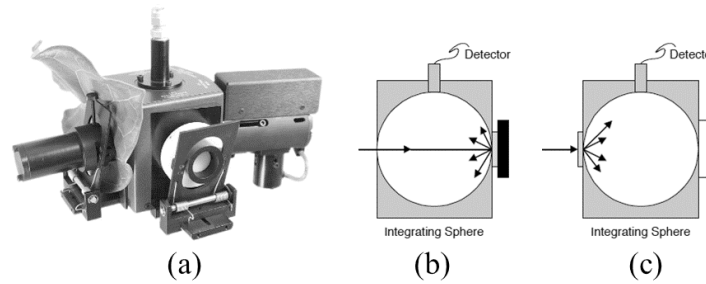 Detector
Detecto
Integrating Sphere
Integrating Sphere
(a)
(b)
(c)